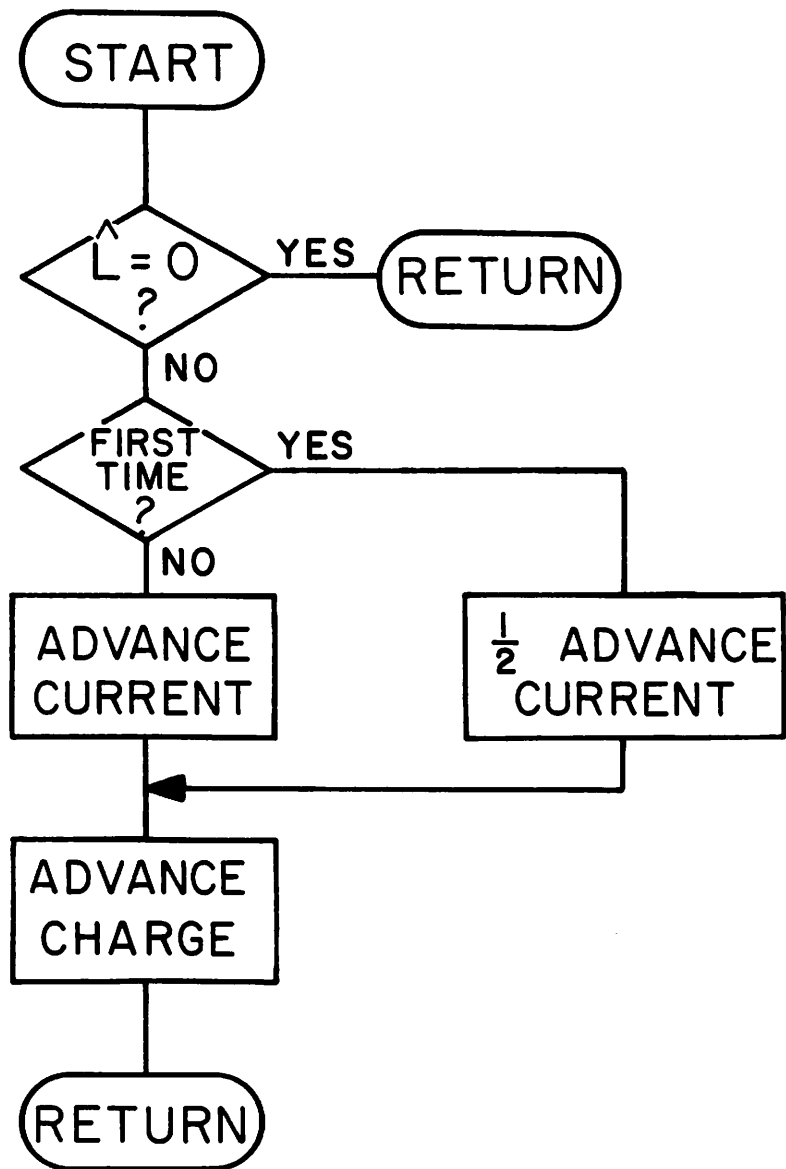 START
L̂ = 0
?
YES
RETURN
NO
FIRST
TIME
?
YES
NO
ADVANCE
CURRENT
1/2 ADVANCE
CURRENT
ADVANCE
CHARGE
RETURN